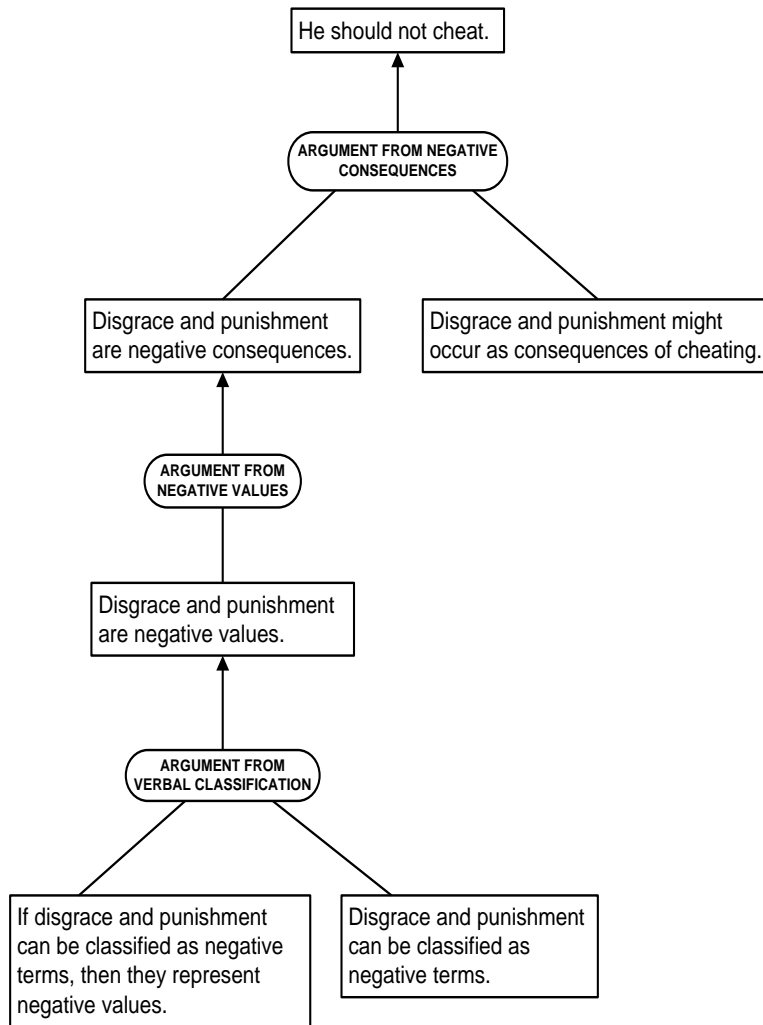 He should not cheat.
ARGUMENT FROM NEGATIVE
CONSEQUENCES
Disgrace and punishment
are negative consequences.
Disgrace and punishment might
occur as consequences of cheating.
ARGUMENT FROM
NEGATIVE VALUES
Disgrace and punishment
are negative values.
ARGUMENT FROM
VERBAL CLASSIFICATION
If disgrace and punishment
can be classified as negative
terms, then they represent
negative values.
Disgrace and punishment
can be classified as
negative terms.